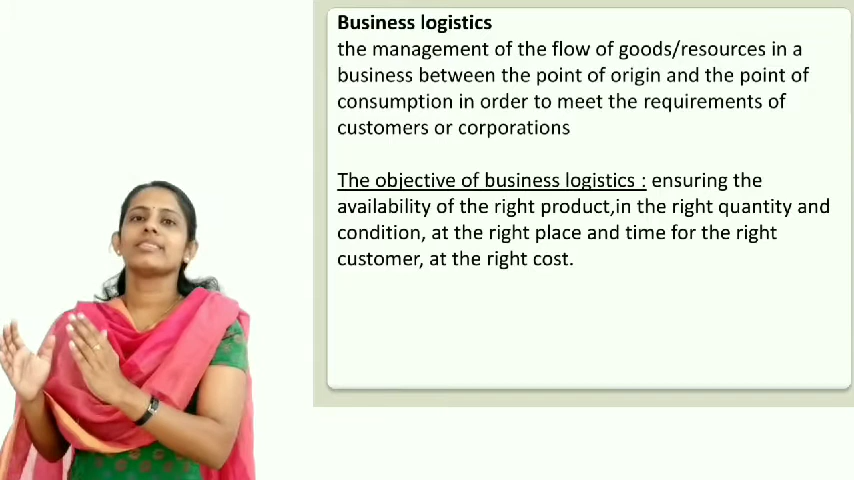 Business logistics
the management of the flow of goods/resources in a
business between the point of origin and the point of
consumption in order to meet the requirements of
customers or corporations
The objective of business logistics : ensuring the
availability of the right product,in the right quantity and
condition, at the right place and time for the right
customer, at the right cost.